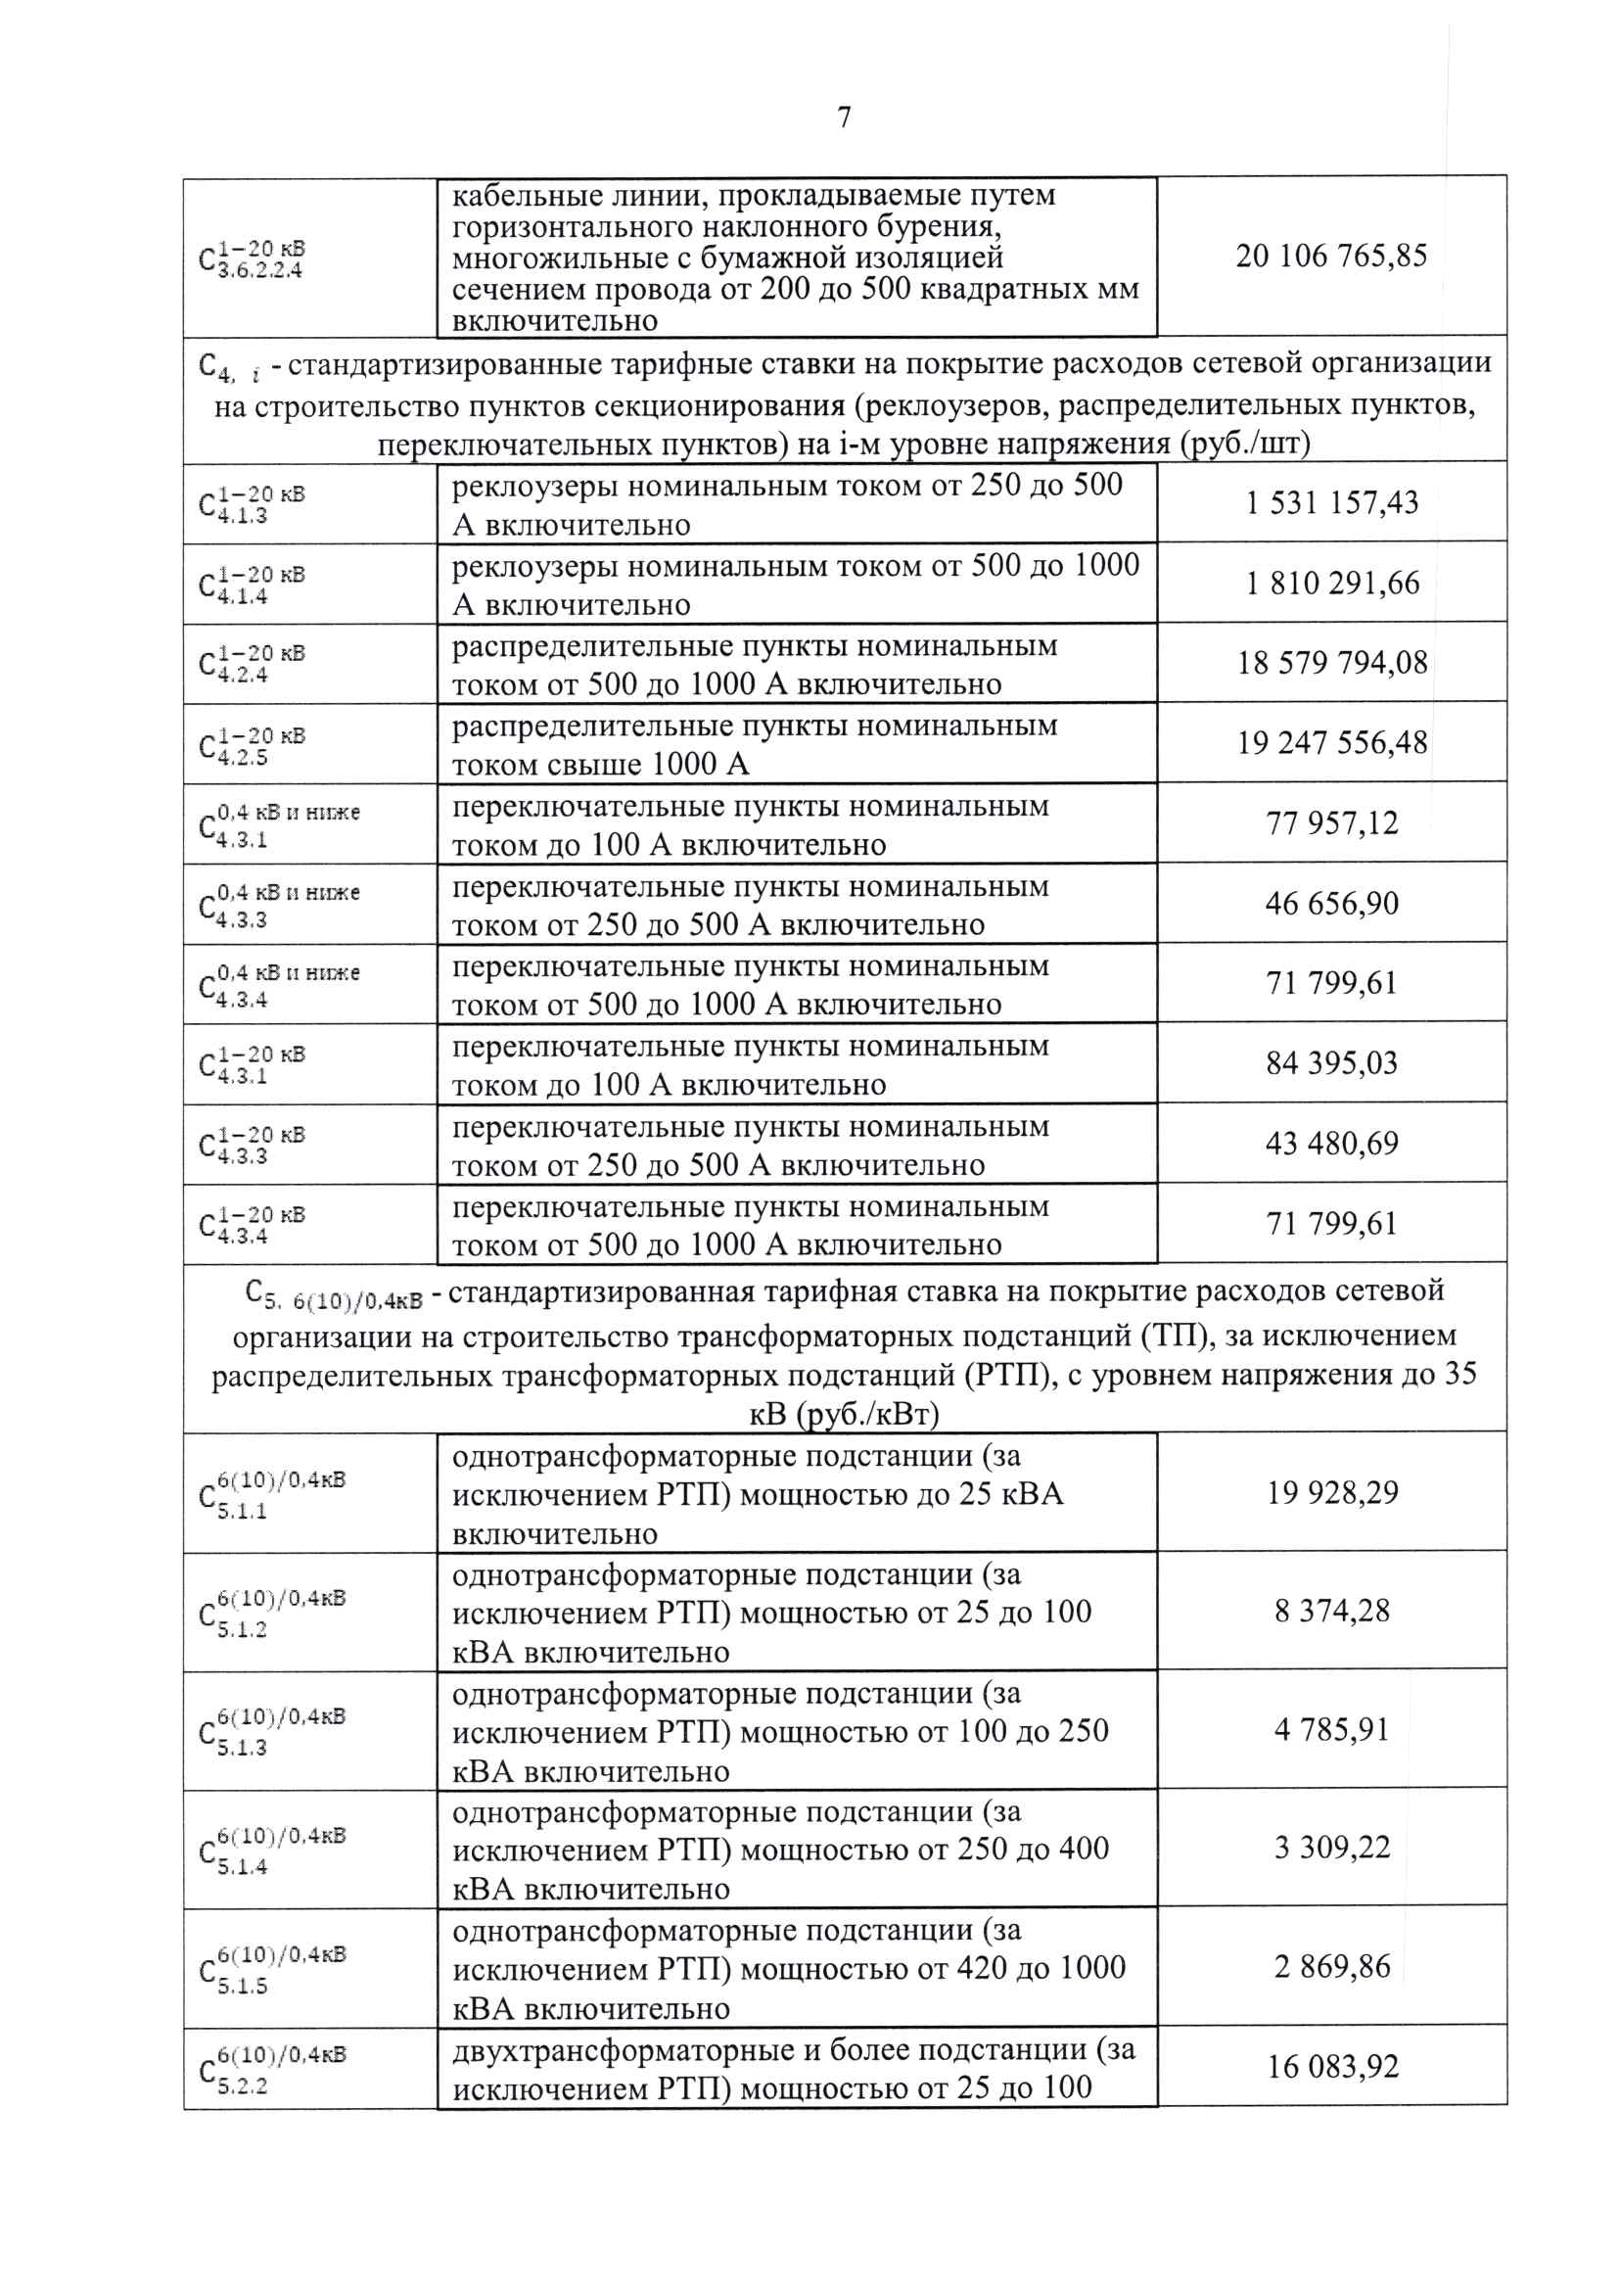 7
кабельные линии, прокладываемые путем
горизонтального наклонного бурения,
многожильные с бумажной изоляцией
сечением провода от 200 до 500 квадратных мм
включительно
C 1−20 кВ 3.6.2.2.4
20 106 765,85
C4, i - стандартизированные тарифные ставки на покрытие расходов сетевой организации
на строительство пунктов секционирования (реклоузеров, распределительных пунктов,
переключательных пунктов) на i-м уровне напряжения (руб./шт)
C 1−20 кВ 4.1.3
реклоузеры номинальным током от 250 до 500
А включительно
1 531 157,43
C 1−20 кВ 4.1.4
реклоузеры номинальным током от 500 до 1000
А включительно
1 810 291,66
C 1−20 кВ 4.2.4
распределительные пункты номинальным
током от 500 до 1000 А включительно
18 579 794,08
C 1−20 кВ 4.2.5
распределительные пункты номинальным
током свыше 1000 А
19 247 556,48
C 0,4 кВ и ниже 4.3.1
переключательные пункты номинальным
током до 100 А включительно
77 957,12
C 0,4 кВ и ниже 4.3.3
переключательные пункты номинальным
током от 250 до 500 А включительно
46 656,90
C 0,4 кВ и ниже 4.3.4
переключательные пункты номинальным
током от 500 до 1000 А включительно
71 799,61
C 1−20 кВ 4.3.1
переключательные пункты номинальным
током до 100 А включительно
84 395,03
C 1−20 кВ 4.3.3
переключательные пункты номинальным
током от 250 до 500 А включительно
43 480,69
C 1−20 кВ 4.3.4
переключательные пункты номинальным
током от 500 до 1000 А включительно
71 799,61
C5, 6(10)/0,4кВ - стандартизированная тарифная ставка на покрытие расходов сетевой
организации на строительство трансформаторных подстанций (ТП), за исключением
распределительных трансформаторных подстанций (РТП), с уровнем напряжения до 35
кВ (руб./кВт)
C 6(10)/0,4кВ 5.1.1
однотрансформаторные подстанции (за
исключением РТП) мощностью до 25 кВА
включительно
19 928,29
C 6(10)/0,4кВ 5.1.2
однотрансформаторные подстанции (за
исключением РТП) мощностью от 25 до 100
кВА включительно
8 374,28
C 6(10)/0,4кВ 5.1.3
однотрансформаторные подстанции (за
исключением РТП) мощностью от 100 до 250
кВА включительно
4 785,91
C 6(10)/0,4кВ 5.1.4
однотрансформаторные подстанции (за
исключением РТП) мощностью от 250 до 400
кВА включительно
3 309,22
C 6(10)/0,4кВ 5.1.5
однотрансформаторные подстанции (за
исключением РТП) мощностью от 420 до 1000
кВА включительно
2 869,86
C 6(10)/0,4кВ 5.2.2
двухтрансформаторные и более подстанции (за
исключением РТП) мощностью от 25 до 100
16 083,92